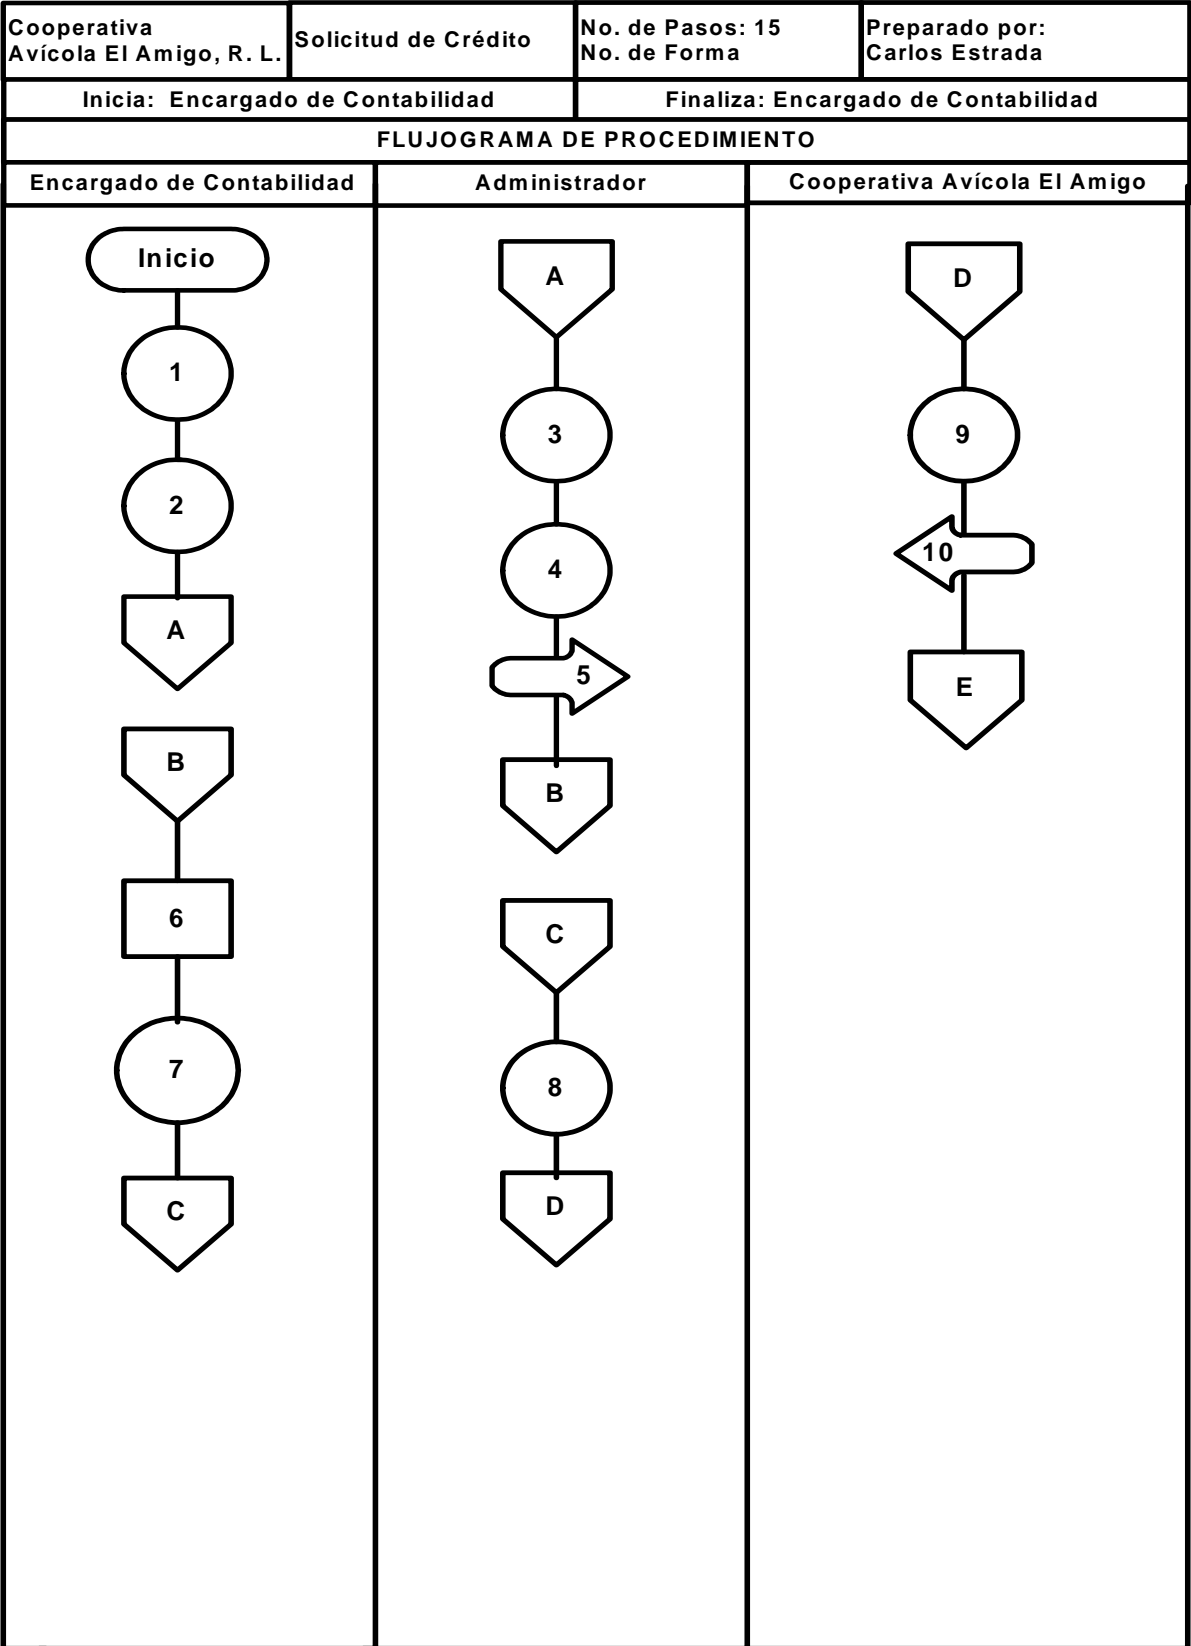 Cooperativa
Avícola El Amigo, R. L.
Solicitud de Crédito
No. de Pasos: 15
No. de Forma
Preparado por:
Carlos Estrada
Inicia: Encargado de Contabilidad
Finaliza: Encargado de Contabilidad
FLUJOGRAMA DE PROCEDIMIENTO
Encargado de Contabilidad
Administrador
Cooperativa Avícola El Amigo
Inicio
1
2
A
B
6
7
C
A
3
4
5
B
C
8
D
D
9
10
E